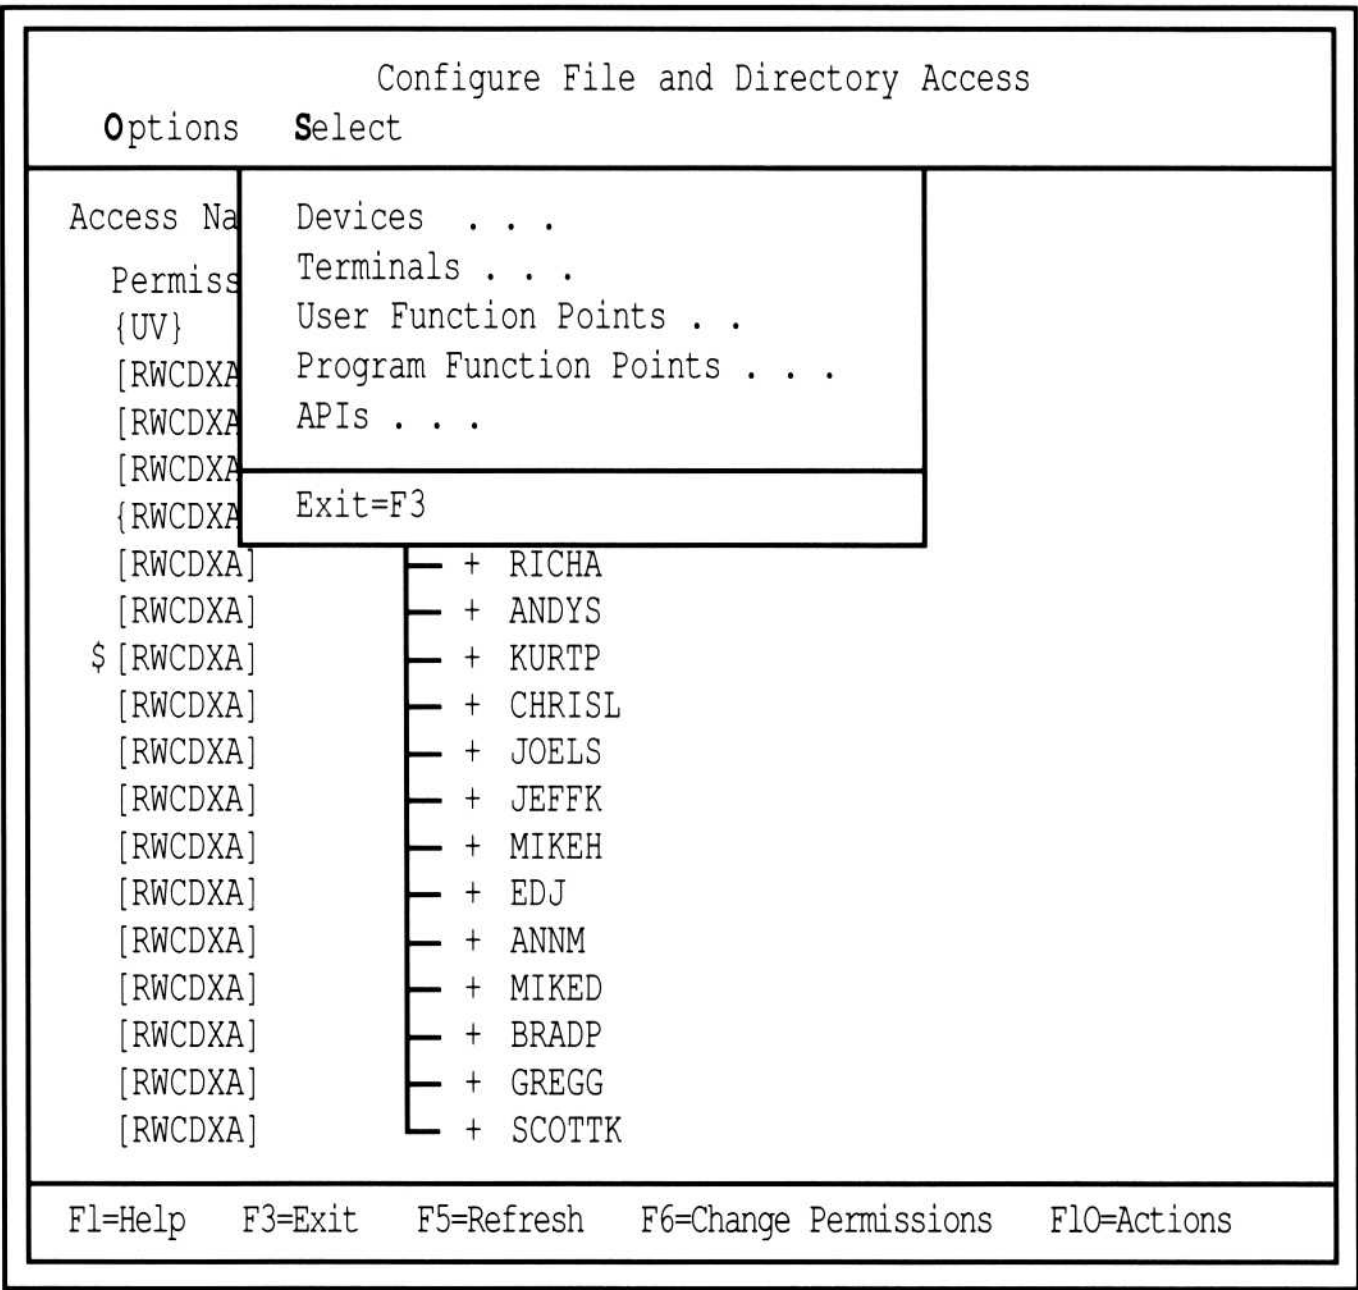 Configure File and Directory Access
Options Select
Access Na
Devices . . .
Permiss
Terminals . . .
{UV}
User Function Points . .
[RWCDXA
Program Function Points . . .
[RWCDXA
APIs . . .
[RWCDXA
{RWCDXA
Exit=F3
[RWCDXA] + RICHA
[RWCDXA] + ANDYS
$ [RWCDXA] + KURTP
[RWCDXA] + CHRISL
[RWCDXA] + JOELS
[RWCDXA] + JEFFK
[RWCDXA] + MIKEH
[RWCDXA] + EDJ
[RWCDXA] + ANNM
[RWCDXA] + MIKED
[RWCDXA] + BRADP
[RWCDXA] + GREGG
[RWCDXA] + SCOTTK
F1=Help F3=Exit F5=Refresh F6=Change Permissions F10=Actions